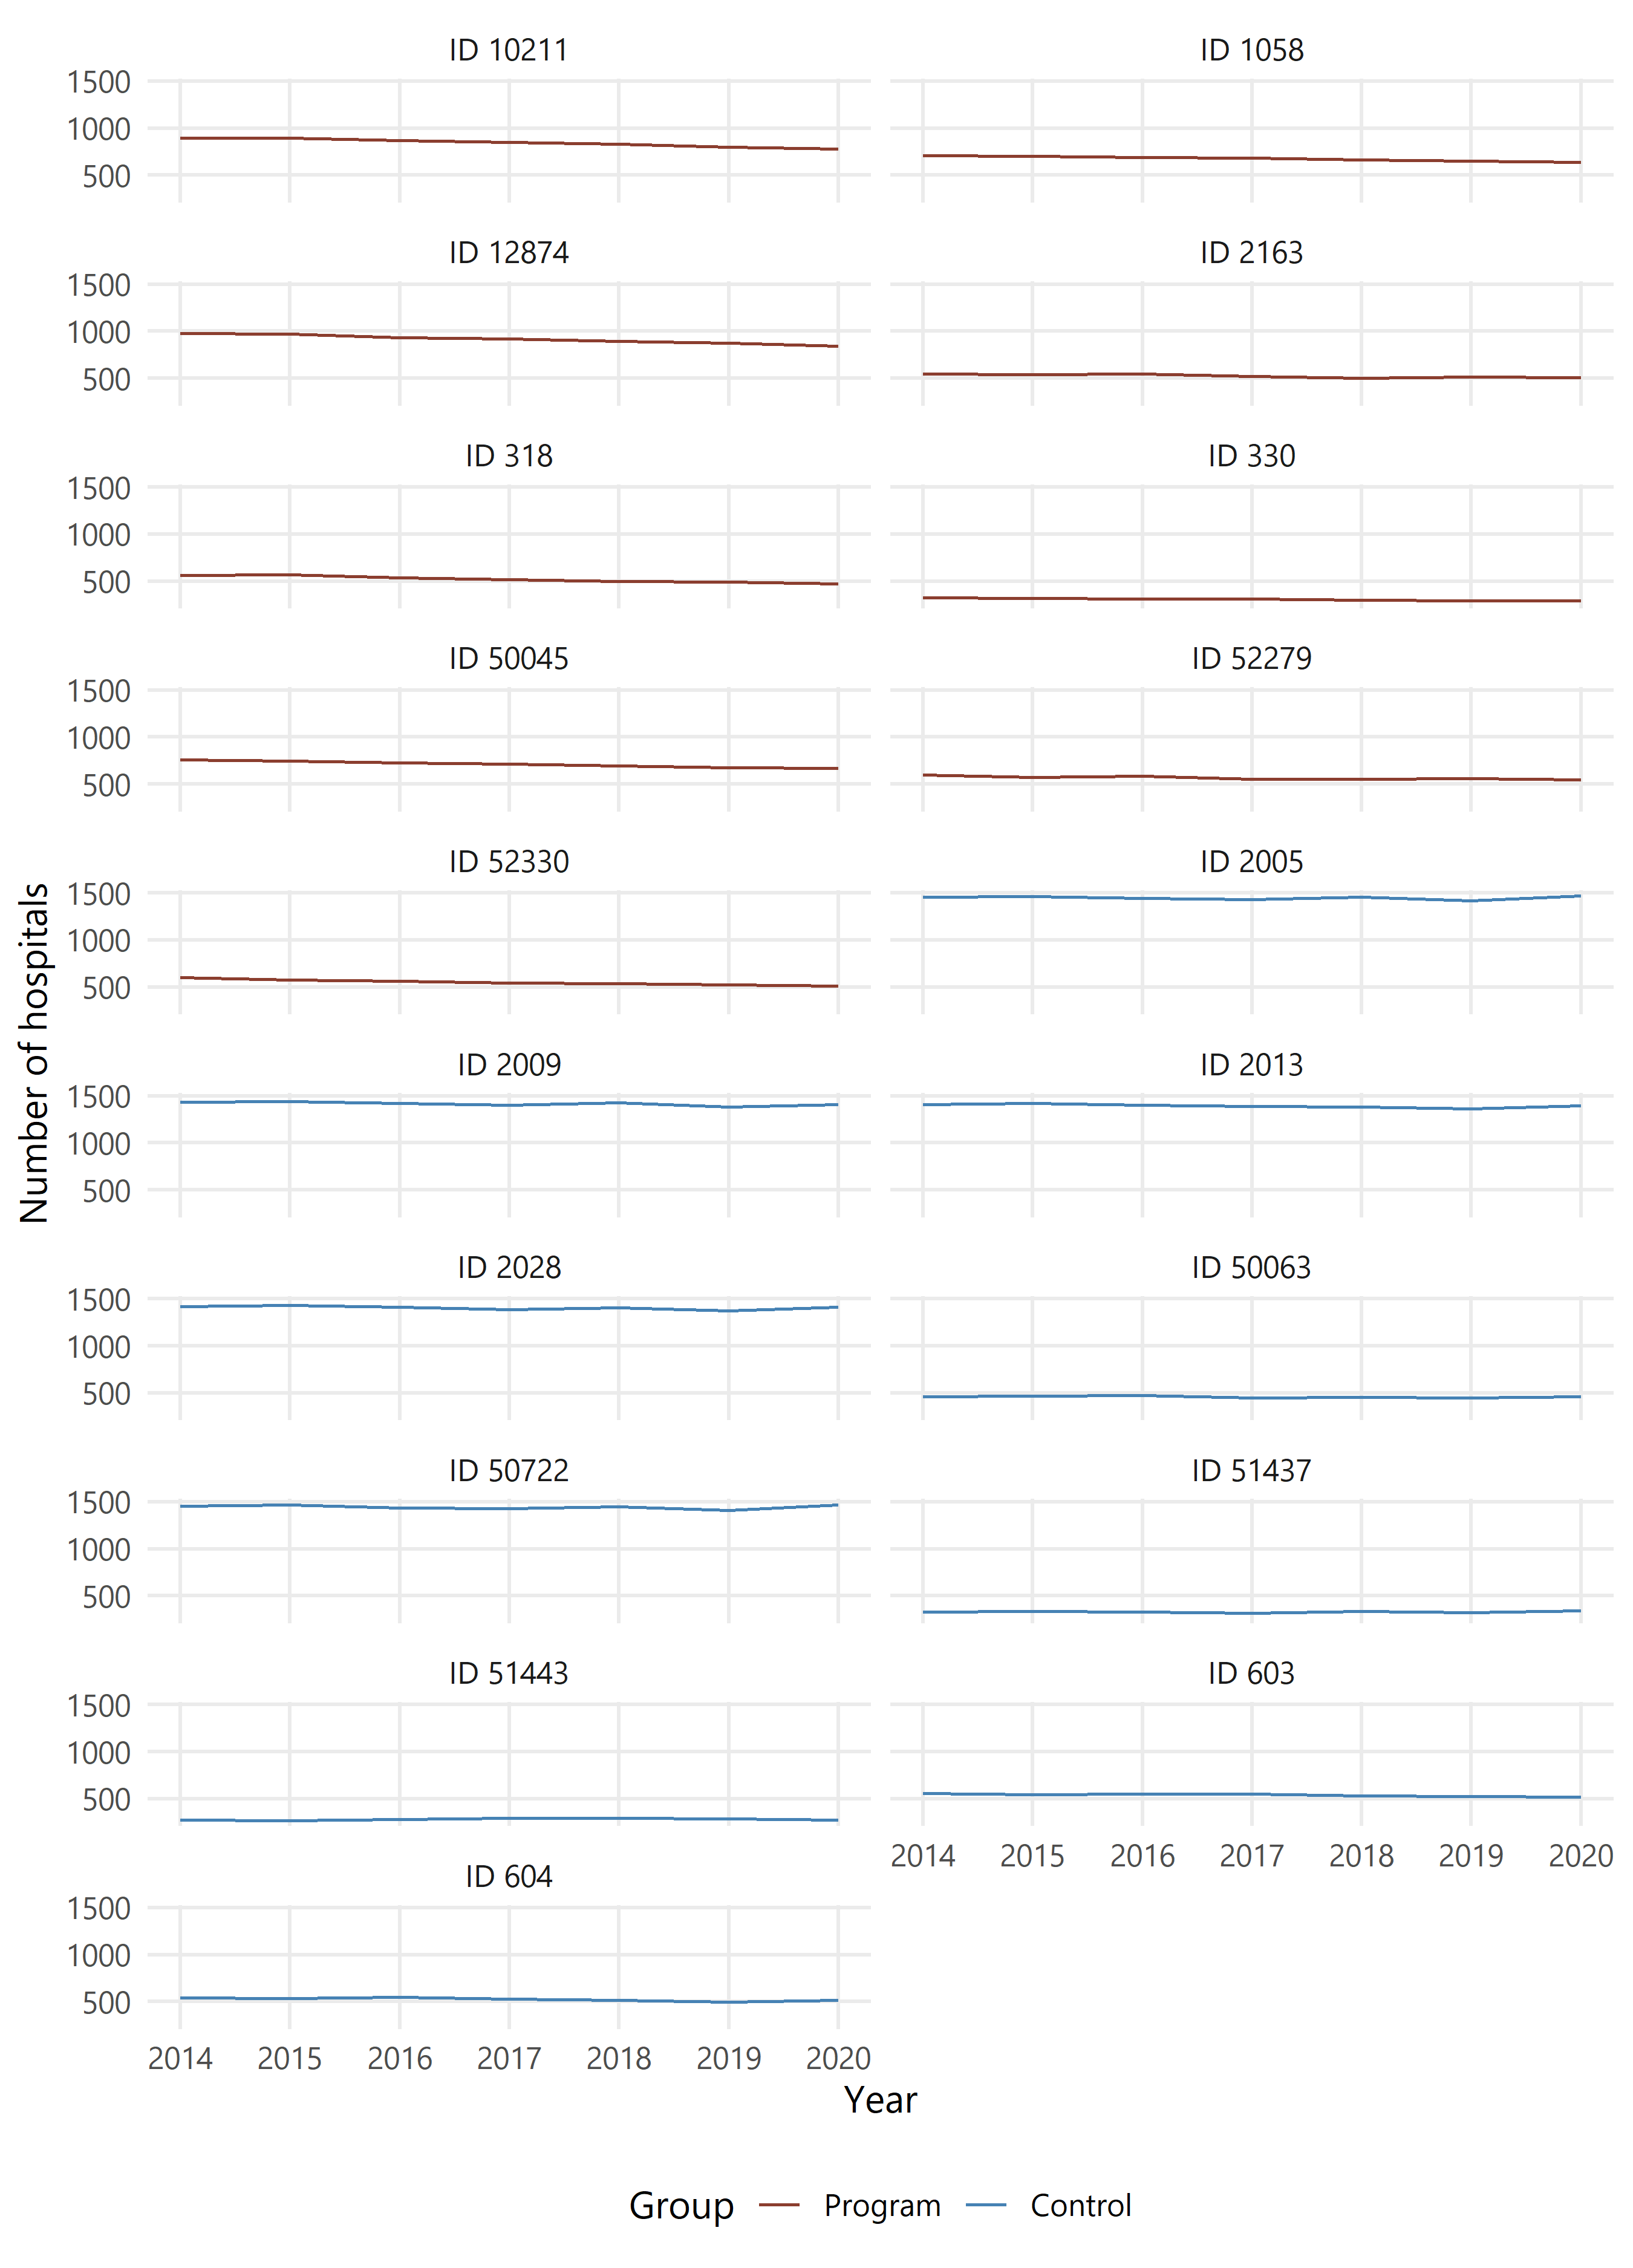 ID 10211
ID 1058
1500
1000
500
ID 12874
ID 2163
1500
1000
500
ID 318
ID 330
1500
1000
500
ID 50045
ID 52279
1500
1000
500
ID 52330
ID 2005
1500
1000
500
ID 2009
ID 2013
1500
1000
500
ID 2028
ID 50063
1500
1000
500
ID 50722
ID 51437
1500
1000
500
ID 51443
ID 603
1500
1000
500
2014 2015 2016 2017 2018 2019 2020
ID 604
1500
1000
500
2014 2015 2016 2017 2018 2019 2020
Number of hospitals
Year
Group Program Control